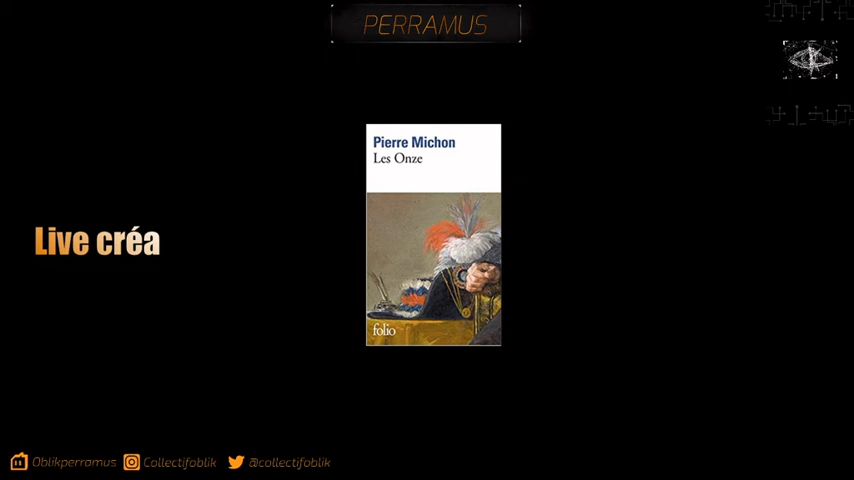 PERRAMUS
Pierre Michon
Les Onze
Live créa
folio
Oblikperramus Collectifoblik @collectifoblik